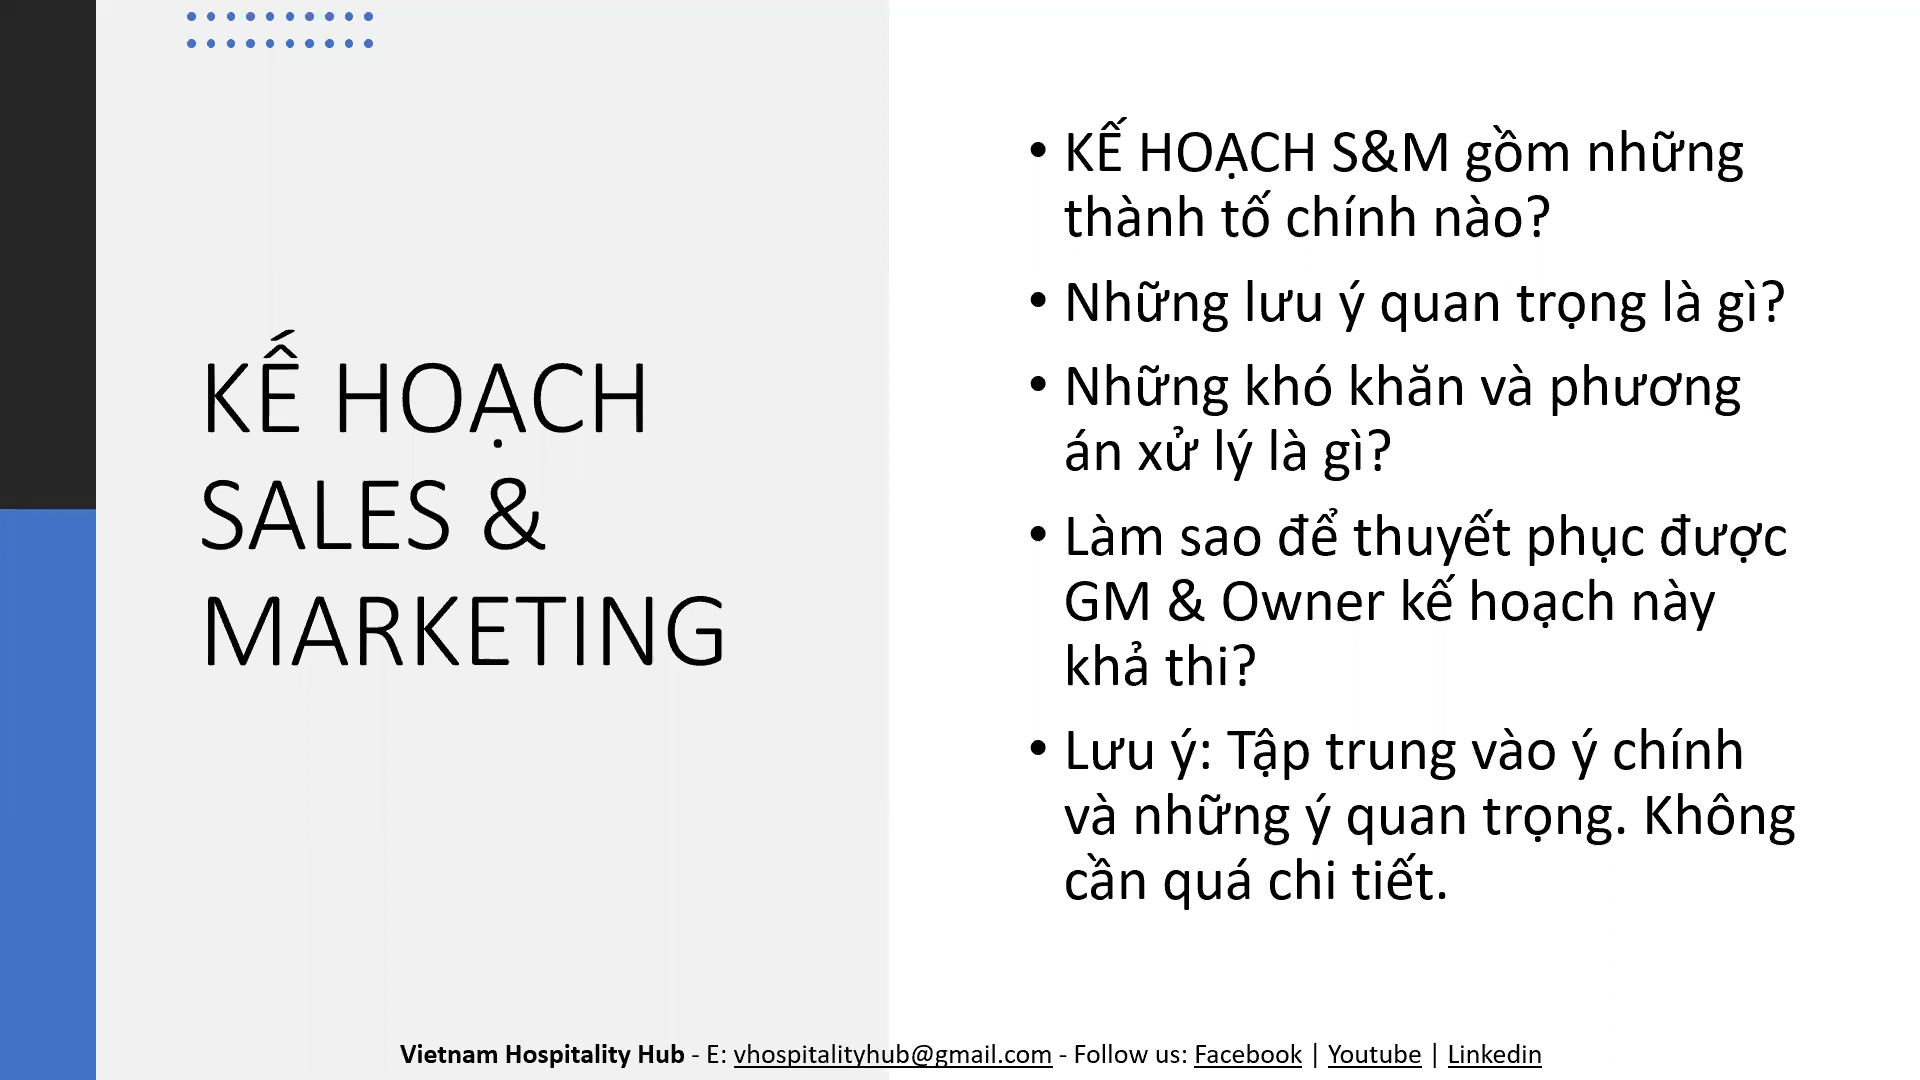 KẾ HOẠCH
SALES &
MARKETING
• KẾ HOẠCH S&M gồm những
thành tố chính nào?
• Những lưu ý quan trọng là gì?
• Những khó khăn và phương
án xử lý là gì?
• Làm sao để thuyết phục được
GM & Owner kế hoạch này
khả thi?
• Lưu ý: Tập trung vào ý chính
và những ý quan trọng. Không
cần quá chi tiết.
Vietnam Hospitality Hub - E: vhospitalityhub@gmail.com - Follow us: Facebook | Youtube | Linkedin